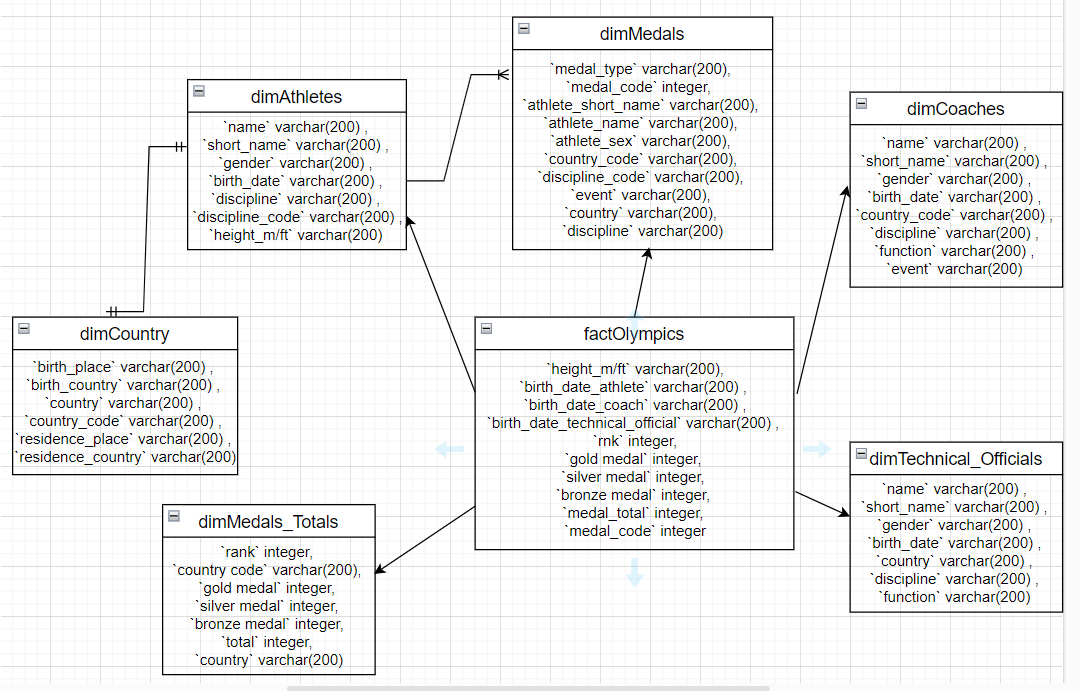 dimMedals
`medal_type` varchar(200),
`medal_code` integer,
`athlete_short_name` varchar(200),
`athlete_name` varchar(200),
`athlete_sex` varchar(200),
`country_code` varchar(200),
`discipline_code` varchar(200),
`event` varchar(200),
`country` varchar(200),
`discipline` varchar(200)
dimAthletes
`name` varchar(200) ,
`short_name` varchar(200) ,
`gender` varchar(200) ,
`birth_date` varchar(200) ,
`discipline` varchar(200) ,
`discipline_code` varchar(200) ,
`height_m/ft` varchar(200)
dimCoaches
`name` varchar(200) ,
`short_name` varchar(200) ,
`gender` varchar(200) ,
`birth_date` varchar(200) ,
`country_code` varchar(200) ,
`discipline` varchar(200) ,
`function` varchar(200) ,
`event` varchar(200)
dimCountry
`birth_place` varchar(200) ,
`birth_country` varchar(200) ,
`country` varchar(200) ,
`country_code` varchar(200) ,
`residence_place` varchar(200) ,
`residence_country` varchar(200)
factOlympics
`height_m/ft` varchar(200),
`birth_date_athlete` varchar(200) ,
`birth_date_coach` varchar(200) ,
`birth_date_technical_official` varchar(200) ,
`rnk` integer,
`gold medal` integer,
`silver medal` integer,
`bronze medal` integer,
`medal_total` integer,
`medal_code` integer
dimTechnical_Officials
`name` varchar(200) ,
`short_name` varchar(200) ,
`gender` varchar(200) ,
`birth_date` varchar(200) ,
`country` varchar(200) ,
`discipline` varchar(200) ,
`function` varchar(200)
dimMedals_Totals
`rank` integer,
`country code` varchar(200),
`gold medal` integer,
`silver medal` integer,
`bronze medal` integer,
`total` integer,
`country` varchar(200)